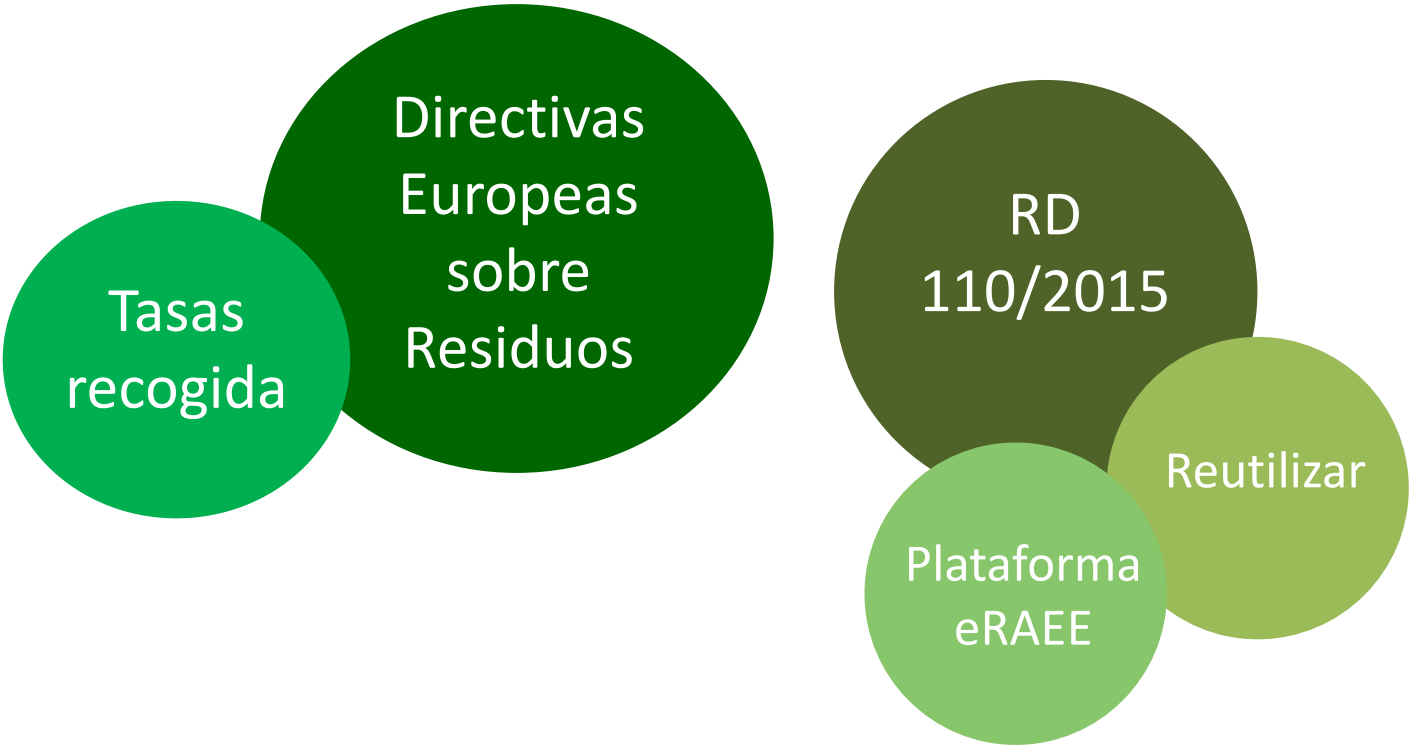 Directivas
Europeas
sobre
Residuos
Tasas
recogida
RD
110/2015
Reutilizar
Plataforma
eRAEE